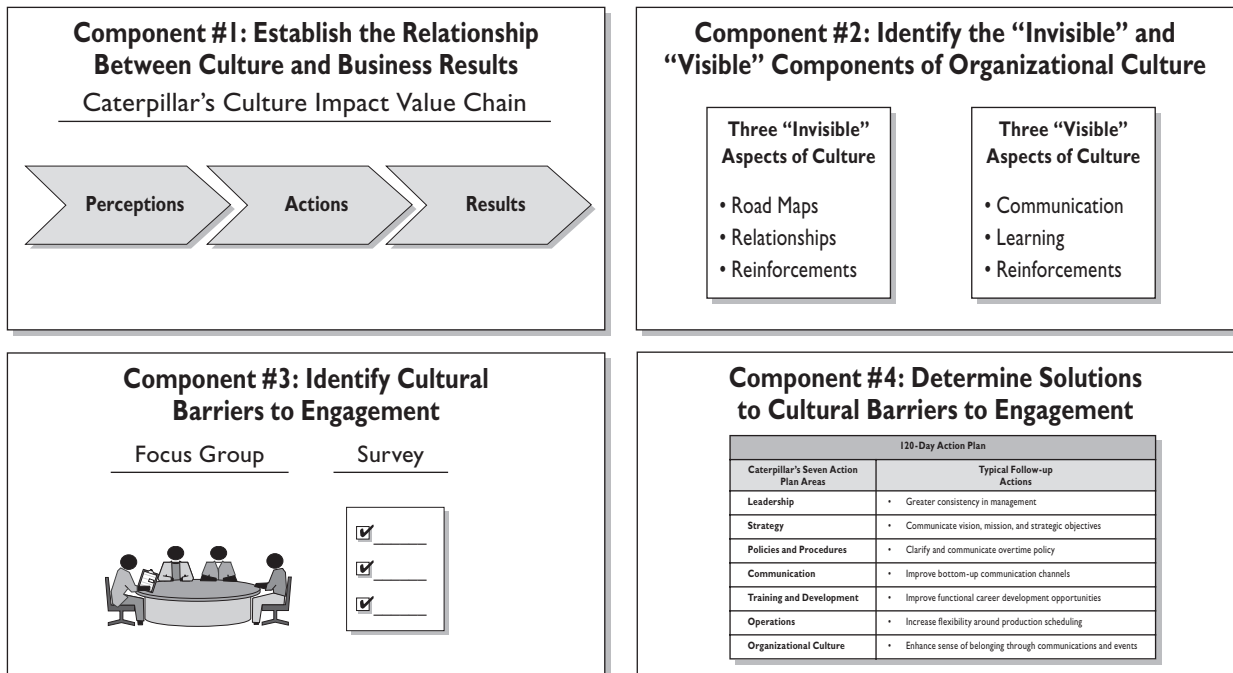 Component #1: Establish the Relationship
Between Culture and Business Results
Caterpillar's Culture Impact Value Chain
Perceptions
Actions
Results
Component #2: Identify the “Invisible” and
“Visible” Components of Organizational Culture
Three “Invisible”
Aspects of Culture
• Road Maps
• Relationships
• Reinforcements
Three “Visible”
Aspects of Culture
• Communication
• Learning
• Reinforcements
Component #3: Identify Cultural
Barriers to Engagement
Focus Group
Survey
Component #4: Determine Solutions
to Cultural Barriers to Engagement
120-Day Action Plan
Caterpillar's Seven Action
Plan Areas
Typical Follow-up
Actions
Leadership
• Greater consistency in management
Strategy
• Communicate vision, mission, and strategic objectives
Policies and Procedures
• Clarify and communicate overtime policy
Communication
• Improve bottom-up communication channels
Training and Development
• Improve functional career development opportunities
Operations
• Increase flexibility around production scheduling
Organizational Culture
• Enhance sense of belonging through communications and events